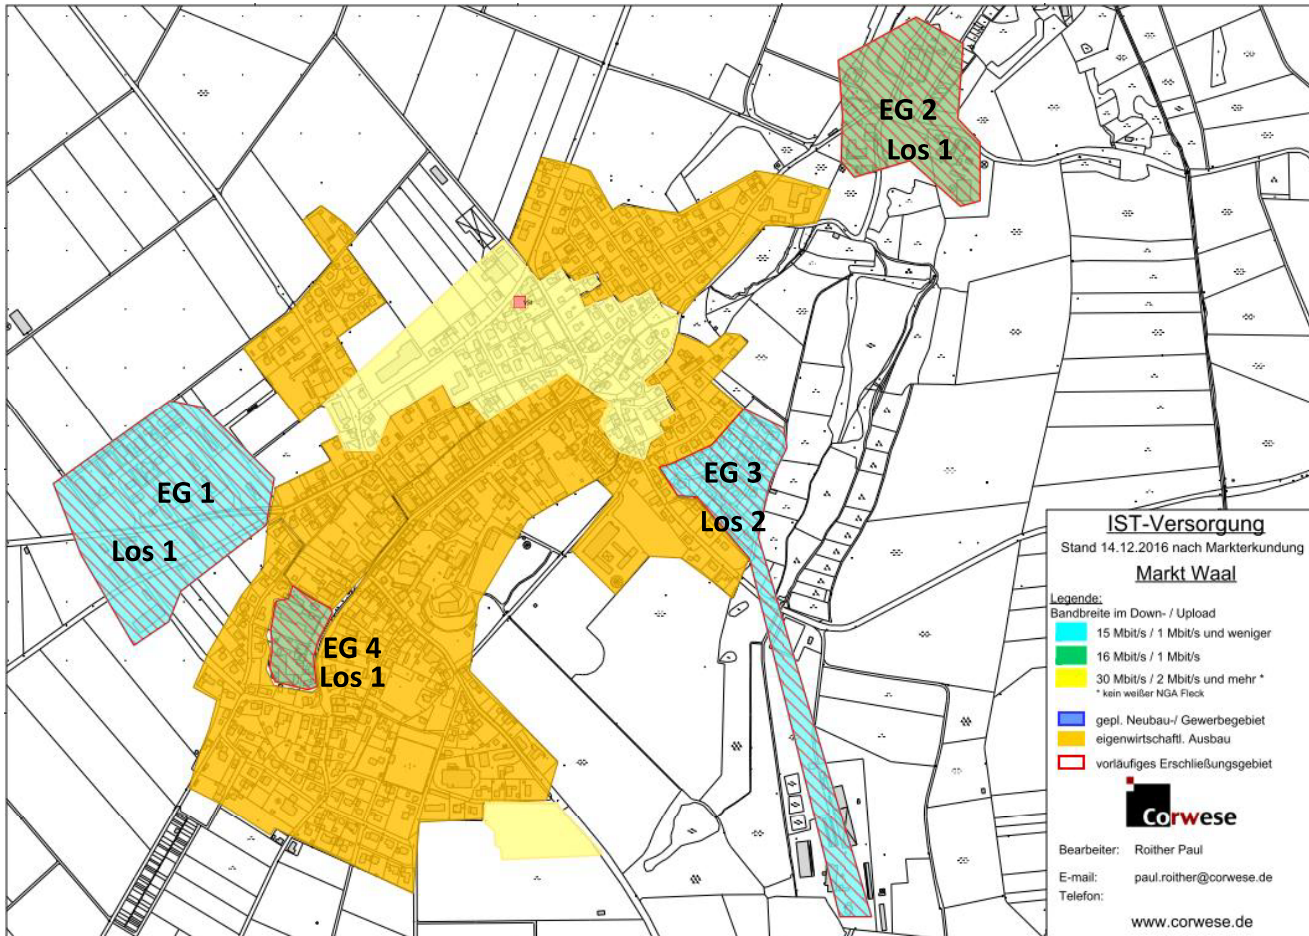 EG 2
Los 1
EG 1
Los 1
EG 3
Los 2
EG 4
Los 1
IST-Versorgung
Stand 14.12.2016 nach Markterkundung
Markt Waal
Legende:
Bandbreite im Down- / Upload
15 Mbit/s / 1 Mbit/s und weniger
16 Mbit/s / 1 Mbit/s
30 Mbit/s / 2 Mbit/s und mehr *
* kein weißer NGA Fleck
gepl. Neubau-/ Gewerbegebiet
eigenwirtschaftl. Ausbau
vorläufiges Erschließungsgebiet
Corwese
Bearbeiter: Roither Paul
E-mail: paul.roither@corwese.de
Telefon:
www.corwese.de